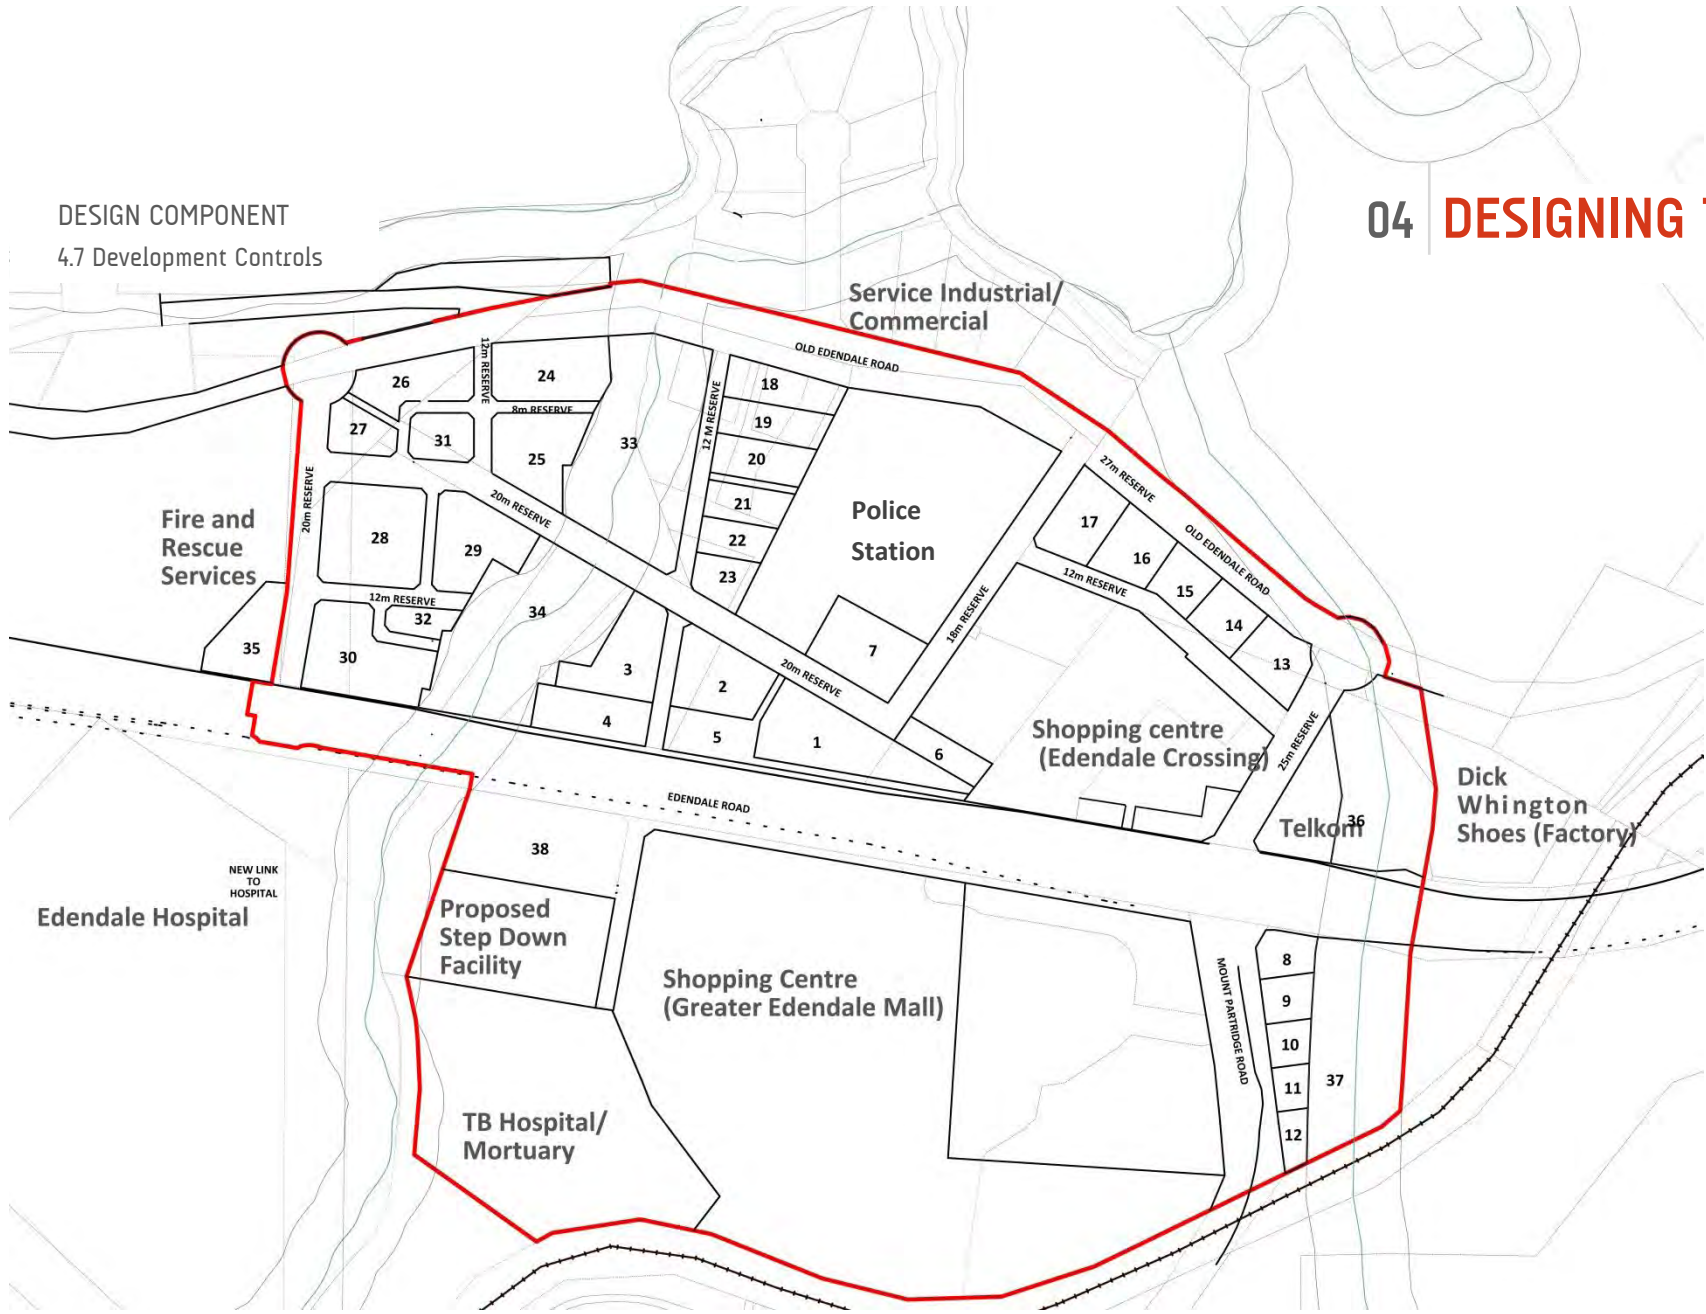 DESIGN COMPONENT
4.7 Development Controls
04 DESIGNING
Service Industrial/
Commercial
OLD EDENDALE ROAD
12m RESERVE
26
24
8m RESERVE
27
31
25
33
12 M RESERVE
18
19
20
21
22
23
20m RESERVE
20m RESERVE
Fire and
Rescue
Services
28
29
12m RESERVE
32
30
35
34
Police
Station
27m RESERVE
OLD EDENDALE ROAD
17
16
15
14
13
12m RESERVE
18m RESERVE
7
20m RESERVE
3
2
4
5
1
6
Shopping centre
(Edendale Crossing)
25m RESERVE
Telkom
36
Dick
Whington
Shoes (Factory)
EDENDALE ROAD
38
NEW LINK
TO
HOSPITAL
Edendale Hospital
Proposed
Step Down
Facility
Shopping Centre
(Greater Edendale Mall)
MOUNT PARTRIDGE ROAD
8
9
10
11
12
37
TB Hospital/
Mortuary